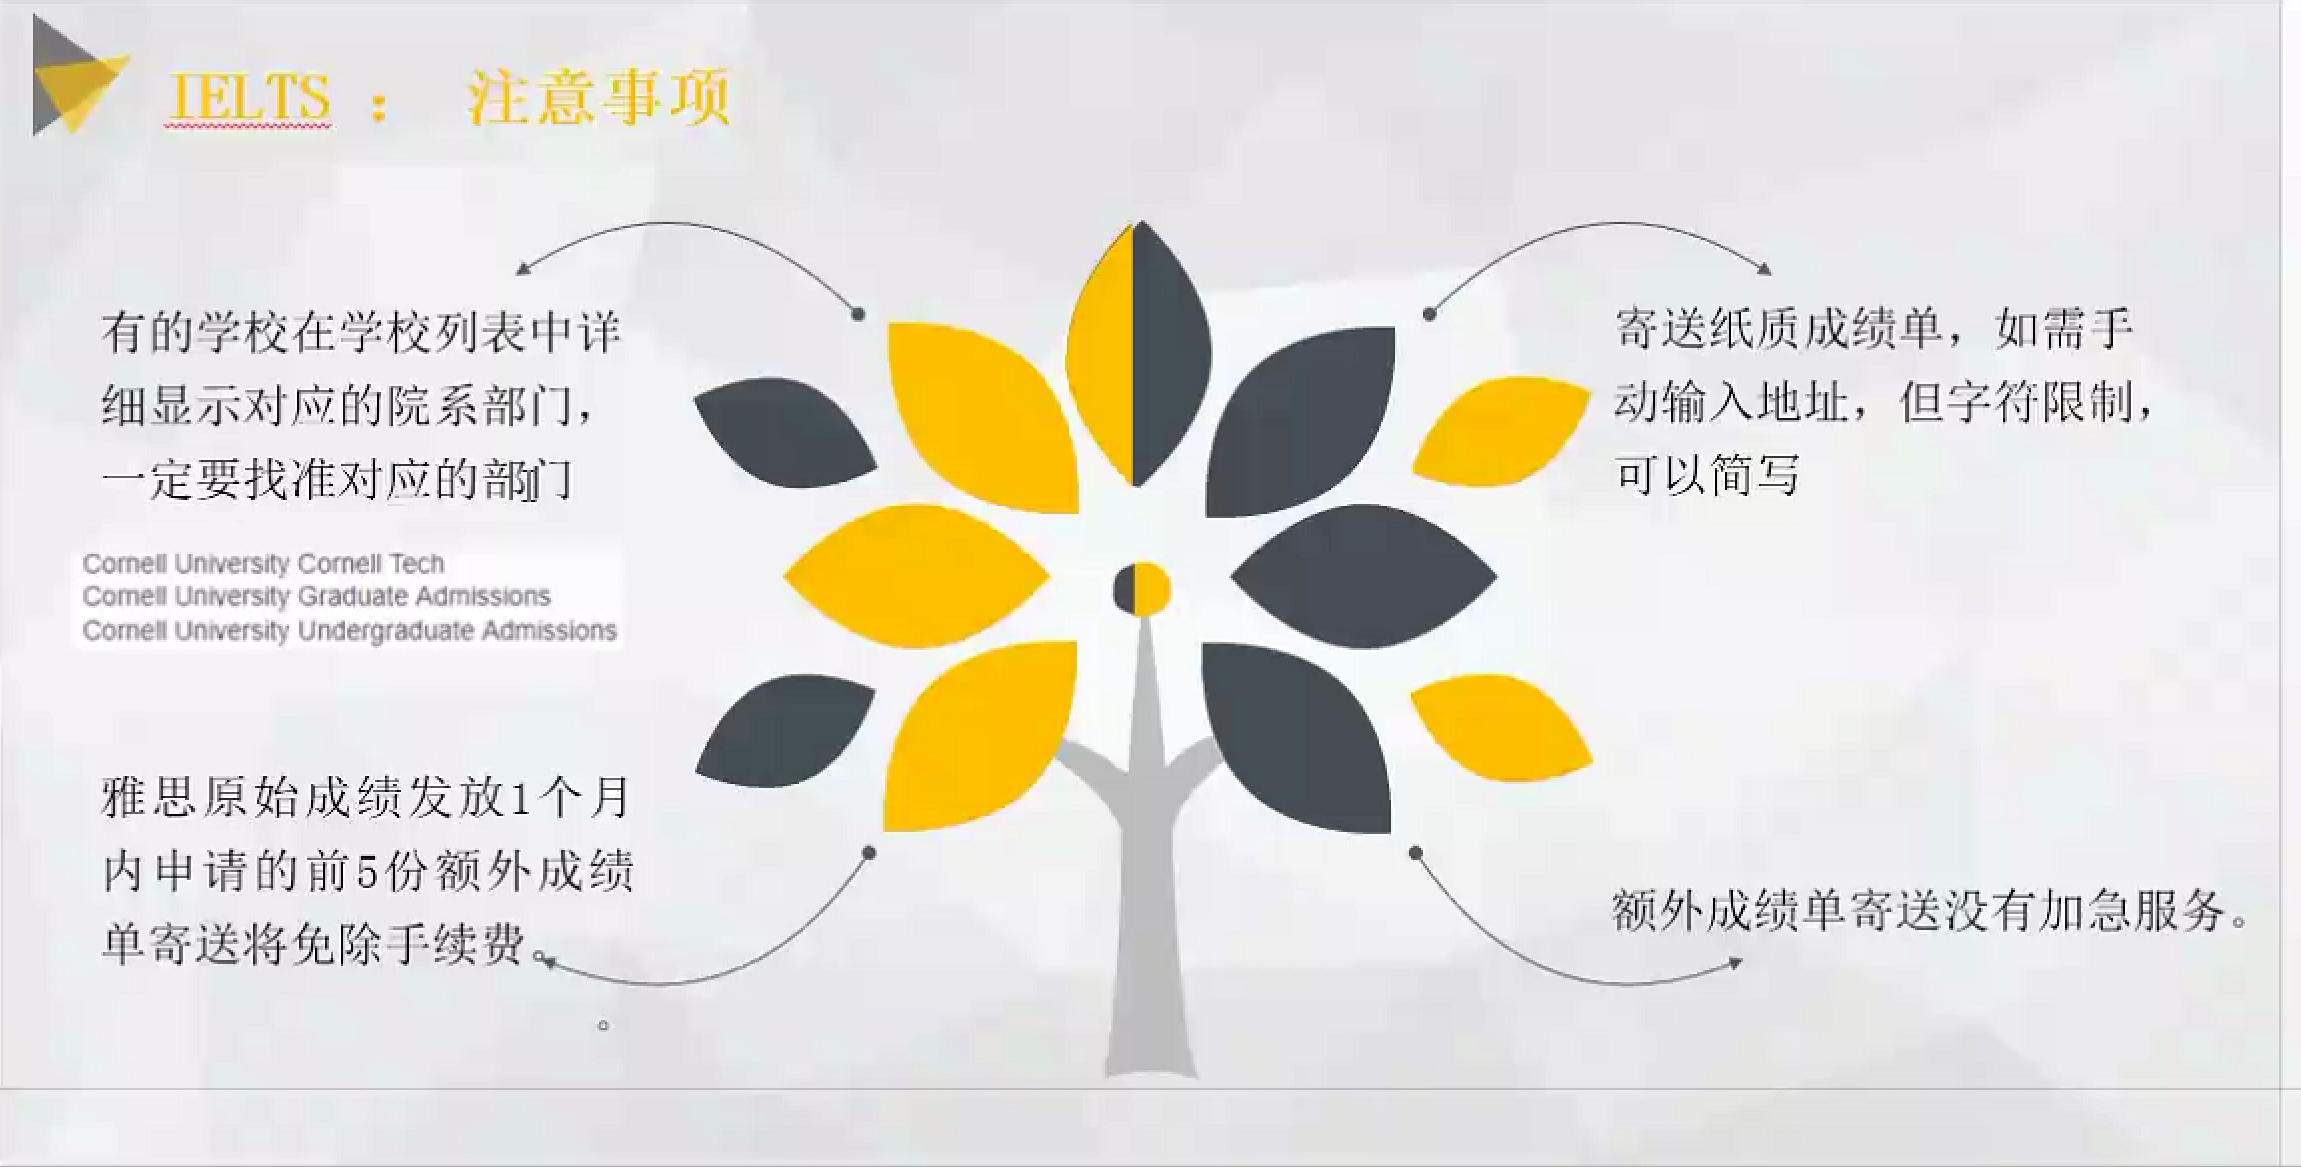 IELTS ： 注意事项
有的学校在学校列表中详
细显示对应的院系部门，
一定要找准对应的部门
Cornell University Cornell Tech
Cornell University Graduate Admissions
Cornell University Undergraduate Admissions
雅思原始成绩发放1个月
内申请的前5份额外成绩
单寄送将免除手续费。
。
寄送纸质成绩单，如需手
动输入地址，但字符限制，
可以简写
额外成绩单寄送没有加急服务。